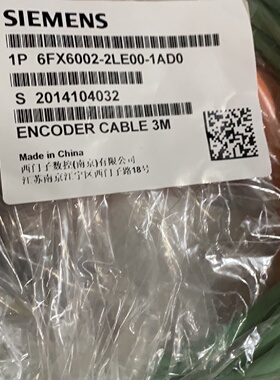 SIEMENS
1P 6FX6002-2LE00-1AD0
S 2014104032
ENCODER CABLE 3M
Made in China
西门子数控(南京)有限公司
江苏南京江宁区西门子路18号